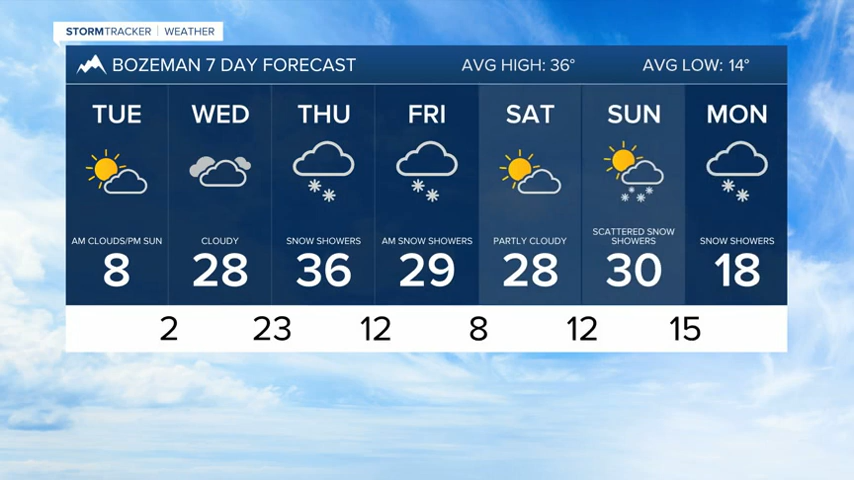 STORMTRACKER | WEATHER
BOZEMAN 7 DAY FORECAST AVG HIGH: 36° AVG LOW: 14°
TUE WED THU FRI SAT SUN MON
AM CLOUDS/PM SUN CLOUDY SNOW SHOWERS AM SNOW SHOWERS PARTLY CLOUDY SCATTERED SNOW SHOWERS SNOW SHOWERS
8 28 36 29 28 30 18
2 23 12 8 12 15